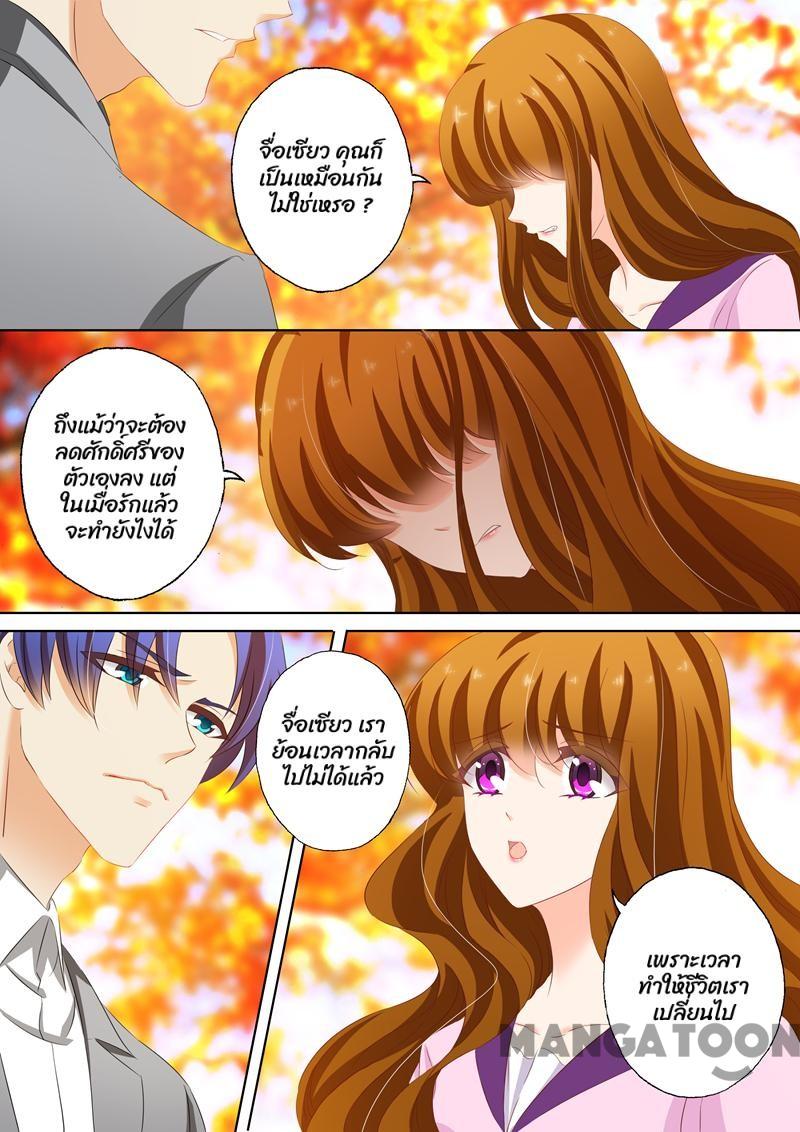 จื่อเซียว คุณก็
เป็นเหมือนกัน
ไม่ใช่เหรอ ?
ถึงแม้ว่าจะต้อง
ลดศักดิ์ศรีของ
ตัวเองลง แต่
ในเมื่อรักแล้ว
จะทำยังไงได้
จื่อเซียว เรา
ย้อนเวลากลับ
ไปไม่ได้แล้ว
เพราะเวลา
ทำให้ชีวิตเรา
เปลี่ยนไป
MANGATOON